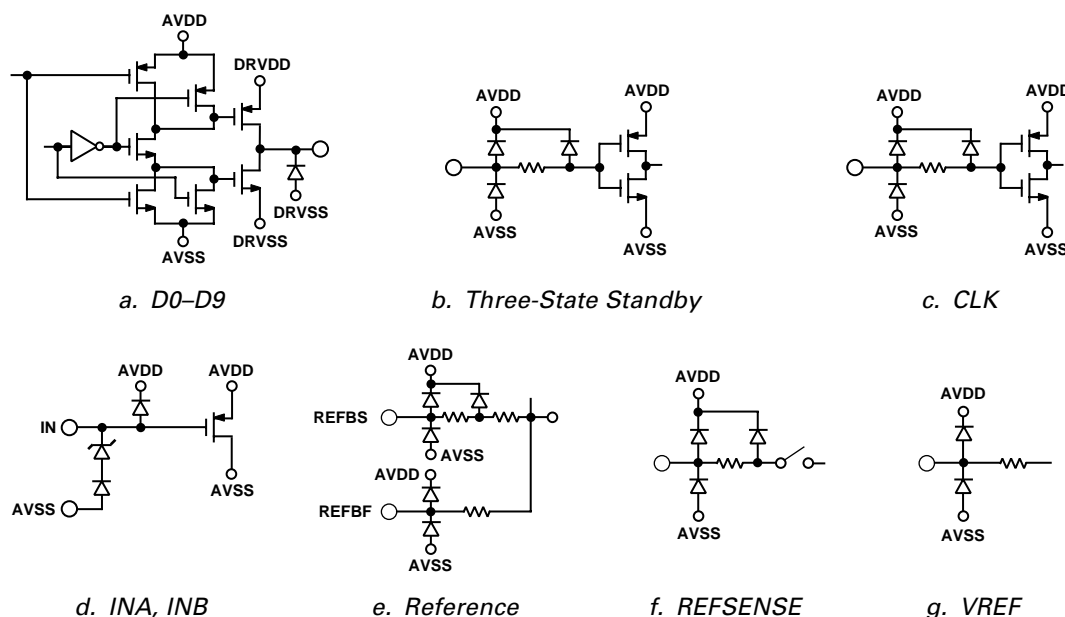 AVDD
DRVDD
DRVSS
DRVSS
AVSS
a. D0–D9
AVDD
AVDD
AVSS
AVSS
b. Three-State Standby
AVDD
AVDD
AVSS
AVSS
c. CLK
AVDD
AVDD
IN
AVSS
AVSS
d. INA, INB
AVDD
REFBS
AVSS
AVDD
REFBF
AVSS
e. Reference
AVDD
AVSS
f. REFSENSE
AVDD
AVSS
g. VREF